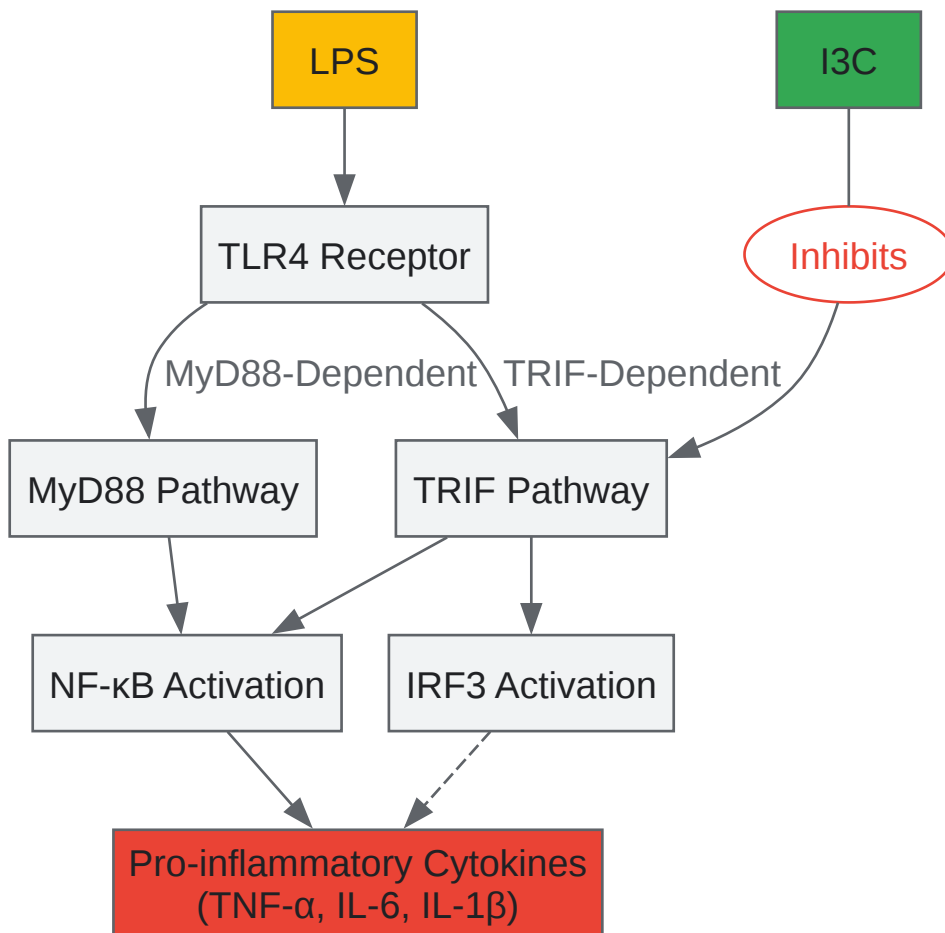 LPS
I3C
TLR4 Receptor
Inhibits
MyD88-Dependent
TRIF-Dependent
MyD88 Pathway
TRIF Pathway
NF-κB Activation
IRF3 Activation
Pro-inflammatory Cytokines
(TNF-α, IL-6, IL-1β)